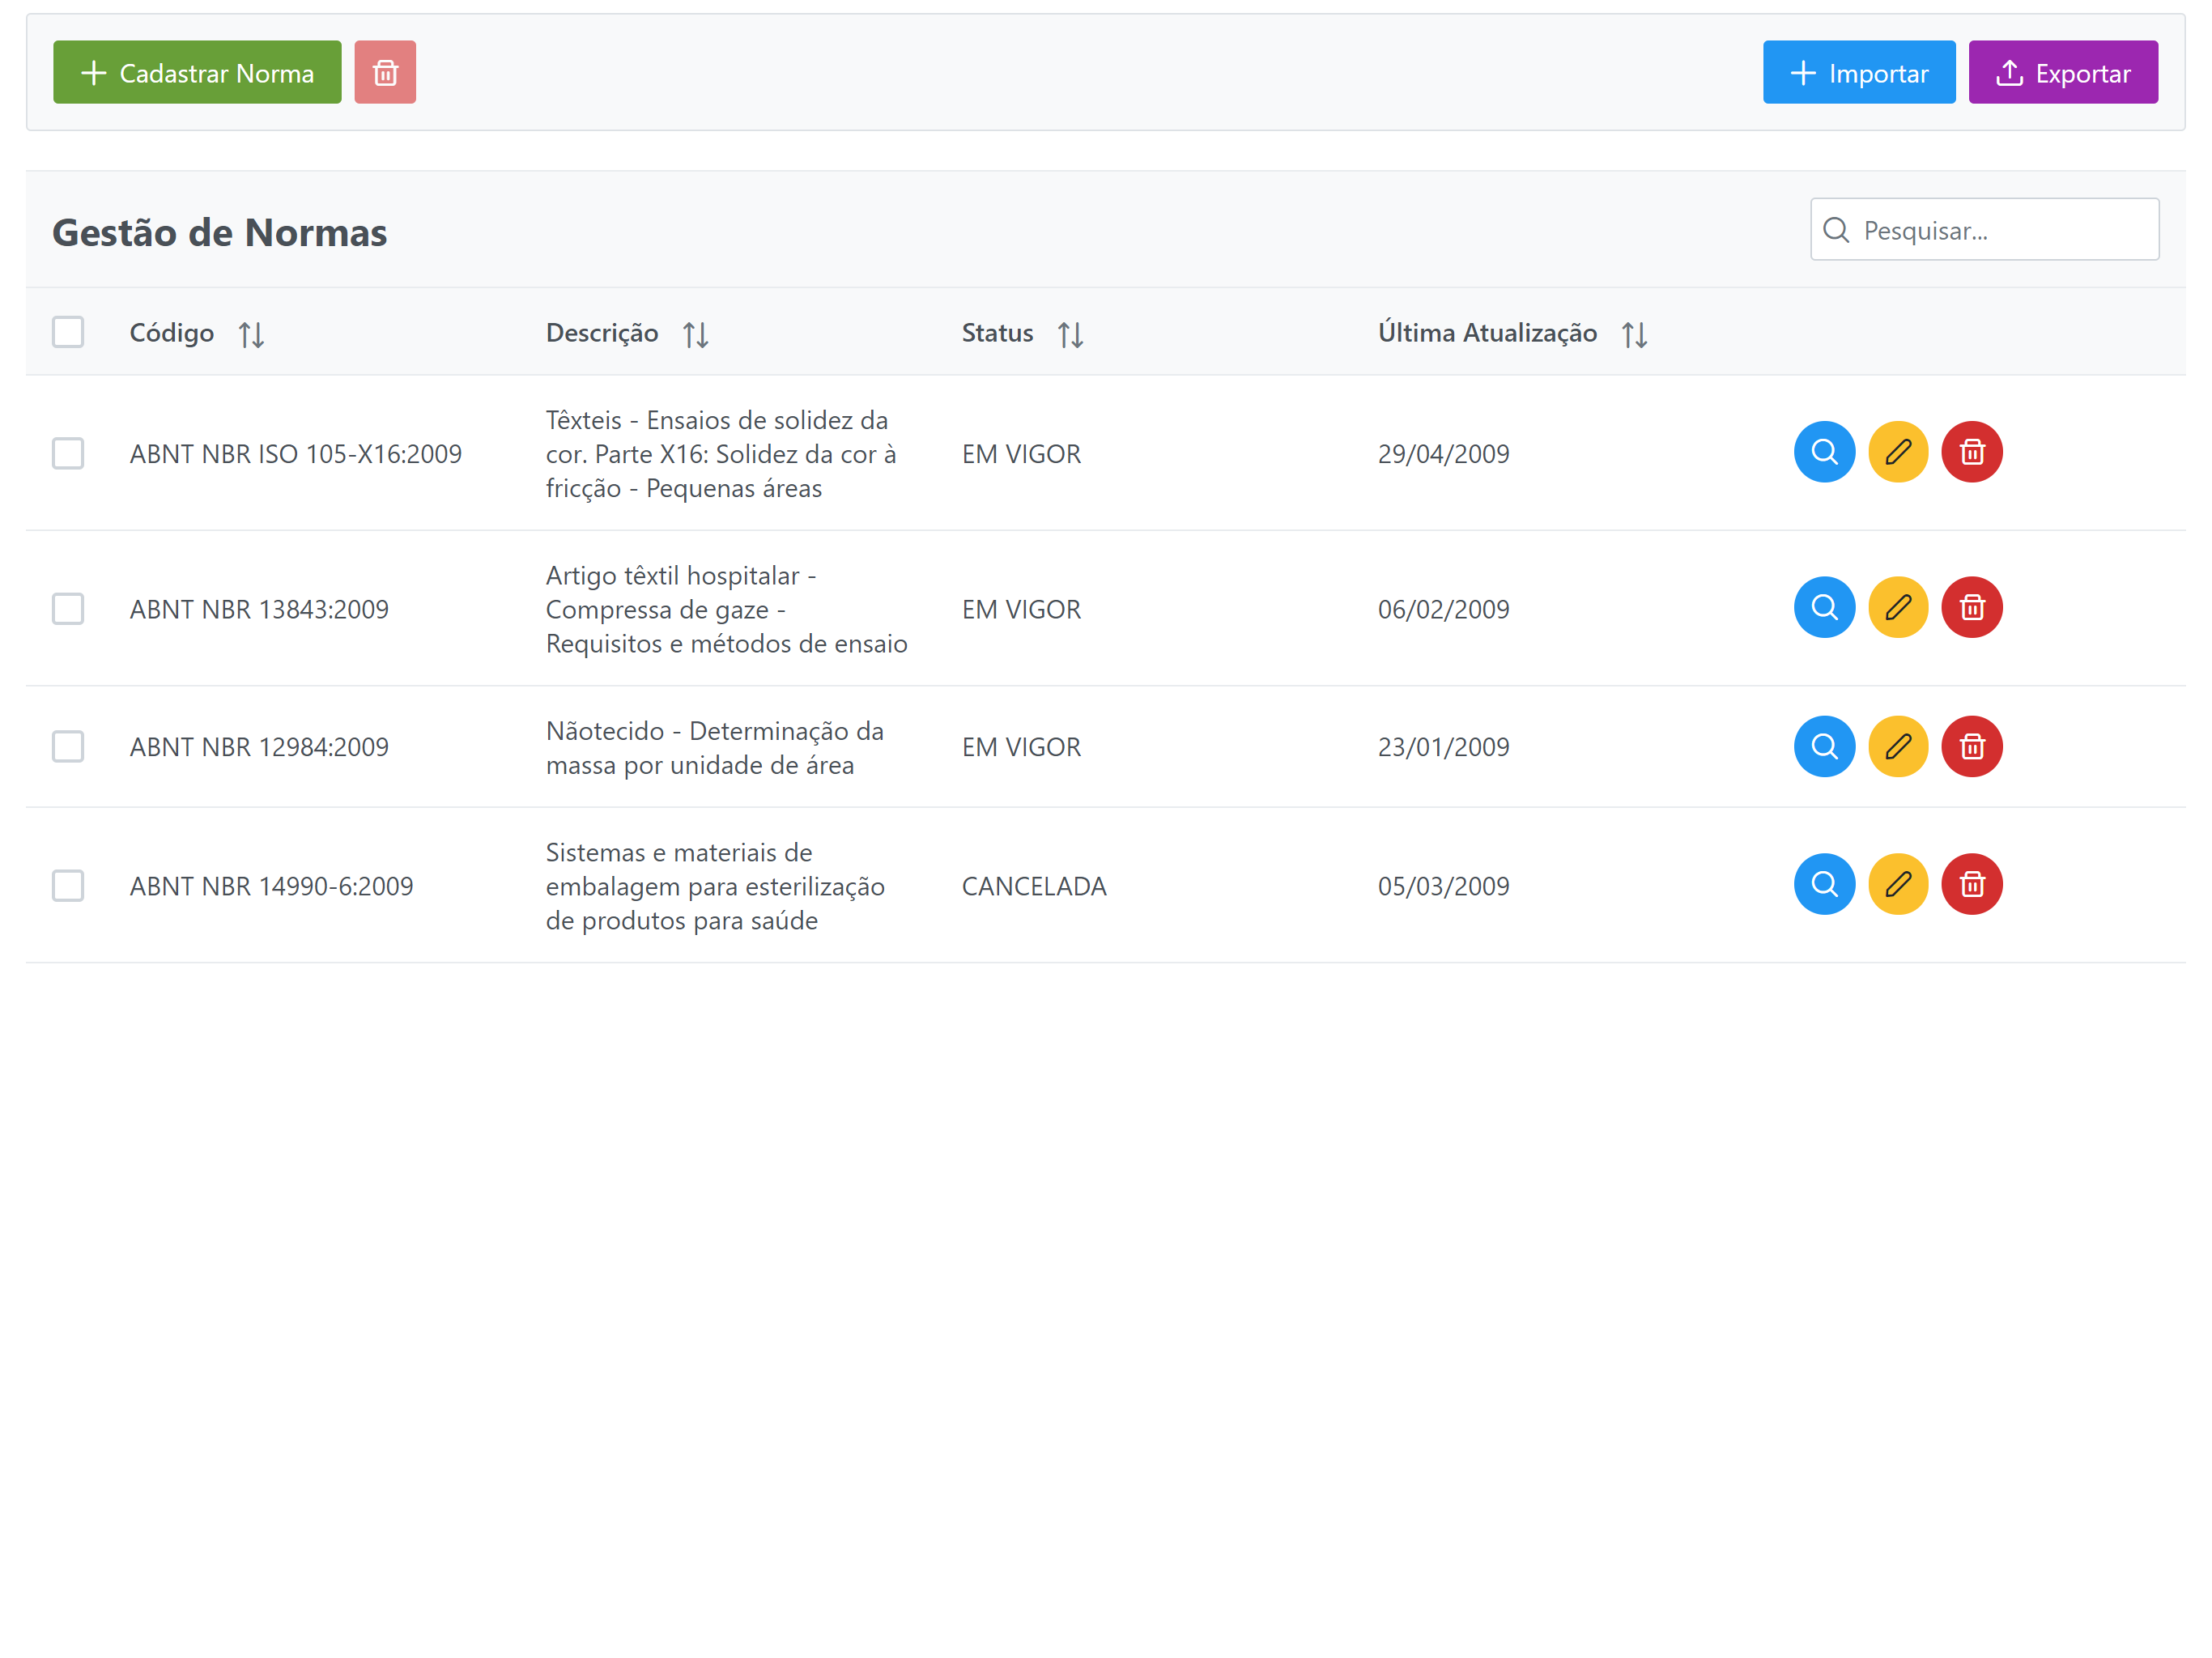 Cadastrar Norma
Importar
Exportar
Gestão de Normas
Pesquisar...
Código
Descrição
Status
Última Atualização
ABNT NBR ISO 105-X16:2009
Têxteis - Ensaios de solidez da
cor. Parte X16: Solidez da cor à
fricção - Pequenas áreas
EM VIGOR
29/04/2009
ABNT NBR 13843:2009
Artigo têxtil hospitalar -
Compressa de gaze -
Requisitos e métodos de ensaio
EM VIGOR
06/02/2009
ABNT NBR 12984:2009
Nãotecido - Determinação da
massa por unidade de área
EM VIGOR
23/01/2009
ABNT NBR 14990-6:2009
Sistemas e materiais de
embalagem para esterilização
de produtos para saúde
CANCELADA
05/03/2009